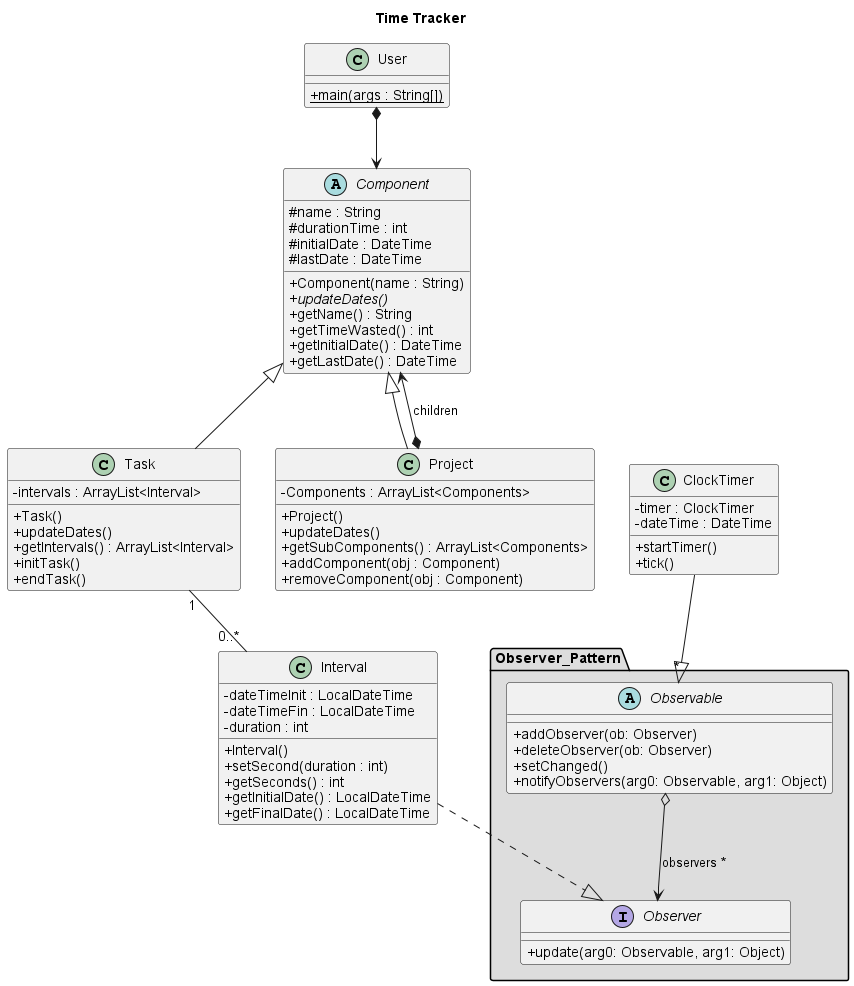 Time Tracker
C User
+main(args : String[])
A Component
#name : String
#durationTime : int
#initialDate : DateTime
#lastDate : DateTime
+Component(name : String)
+updateDates()
+getName() : String
+getTimeWasted() : int
+getInitialDate() : DateTime
+getLastDate() : DateTime
children
C Task
-intervals : ArrayList<Interval>
+Task()
+updateDates()
+getIntervals() : ArrayList<Interval>
+initTask()
+endTask()
C Project
-Components : ArrayList<Components>
+Project()
+updateDates()
+getSubComponents() : ArrayList<Components>
+addComponent(obj : Component)
+removeComponent(obj : Component)
C ClockTimer
-timer : ClockTimer
-dateTime : DateTime
+startTimer()
+tick()
1
0..*
C Interval
-dateTimeInit : LocalDateTime
-dateTimeFin : LocalDateTime
-duration : int
+Interval()
+setSecond(duration : int)
+getSeconds() : int
+getInitialDate() : LocalDateTime
+getFinalDate() : LocalDateTime
Observer_Pattern
*
A Observable
+addObserver(ob: Observer)
+deleteObserver(ob: Observer)
+setChanged()
+notifyObservers(arg0: Observable, arg1: Object)
observers *
I Observer
+update(arg0: Observable, arg1: Object)